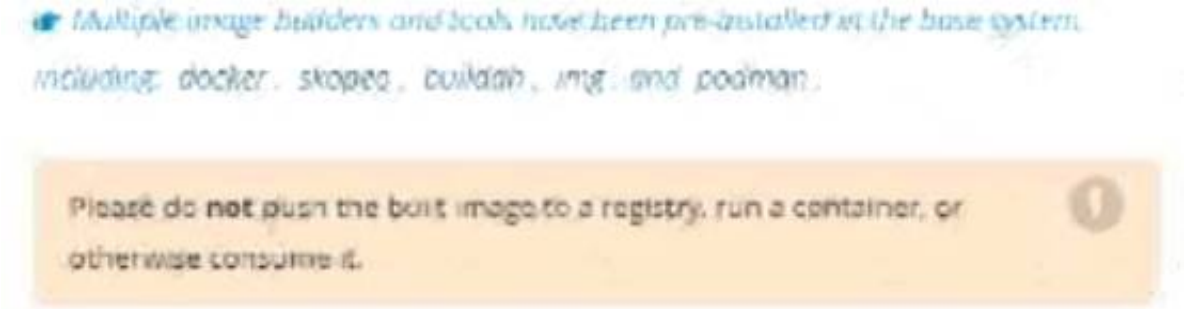 ☛ Multiple image builders and tools have been pre-installed in the base system,
including: docker, skopeo, buildah, img, and podman.
Please do not push the built image to a registry, run a container, or
otherwise consume it.